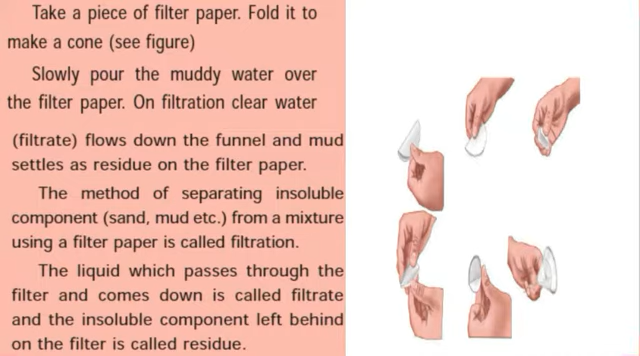 Take a piece of filter paper. Fold it to
make a cone (see figure)
Slowly pour the muddy water over
the filter paper. On filtration clear water
(filtrate) flows down the funnel and mud
settles as residue on the filter paper.
The method of separating insoluble
component (sand, mud etc.) from a mixture
using a filter paper is called filtration.
The liquid which passes through the
filter and comes down is called filtrate
and the insoluble component left behind
on the filter is called residue.